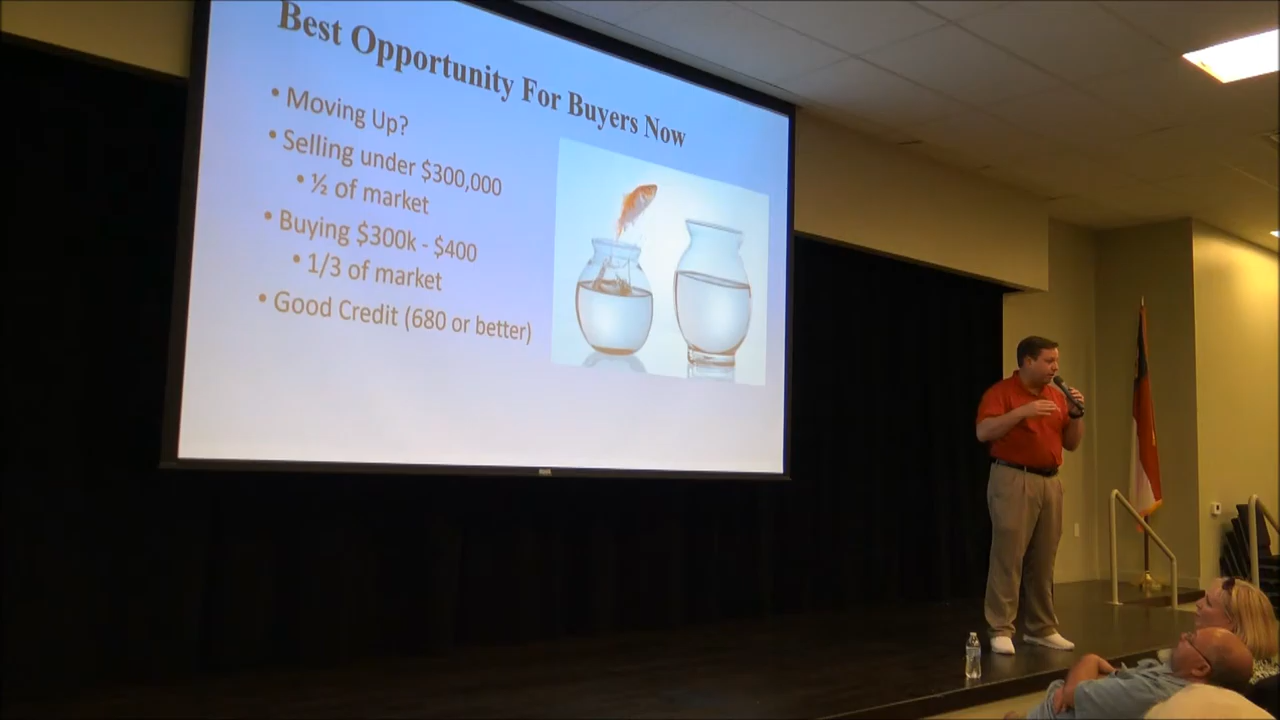 Best Opportunity For Buyers Now
• Moving Up?
• Selling under $300,000
• ½ of market
• Buying $300k - $400
• 1/3 of market
• Good Credit (680 or better)